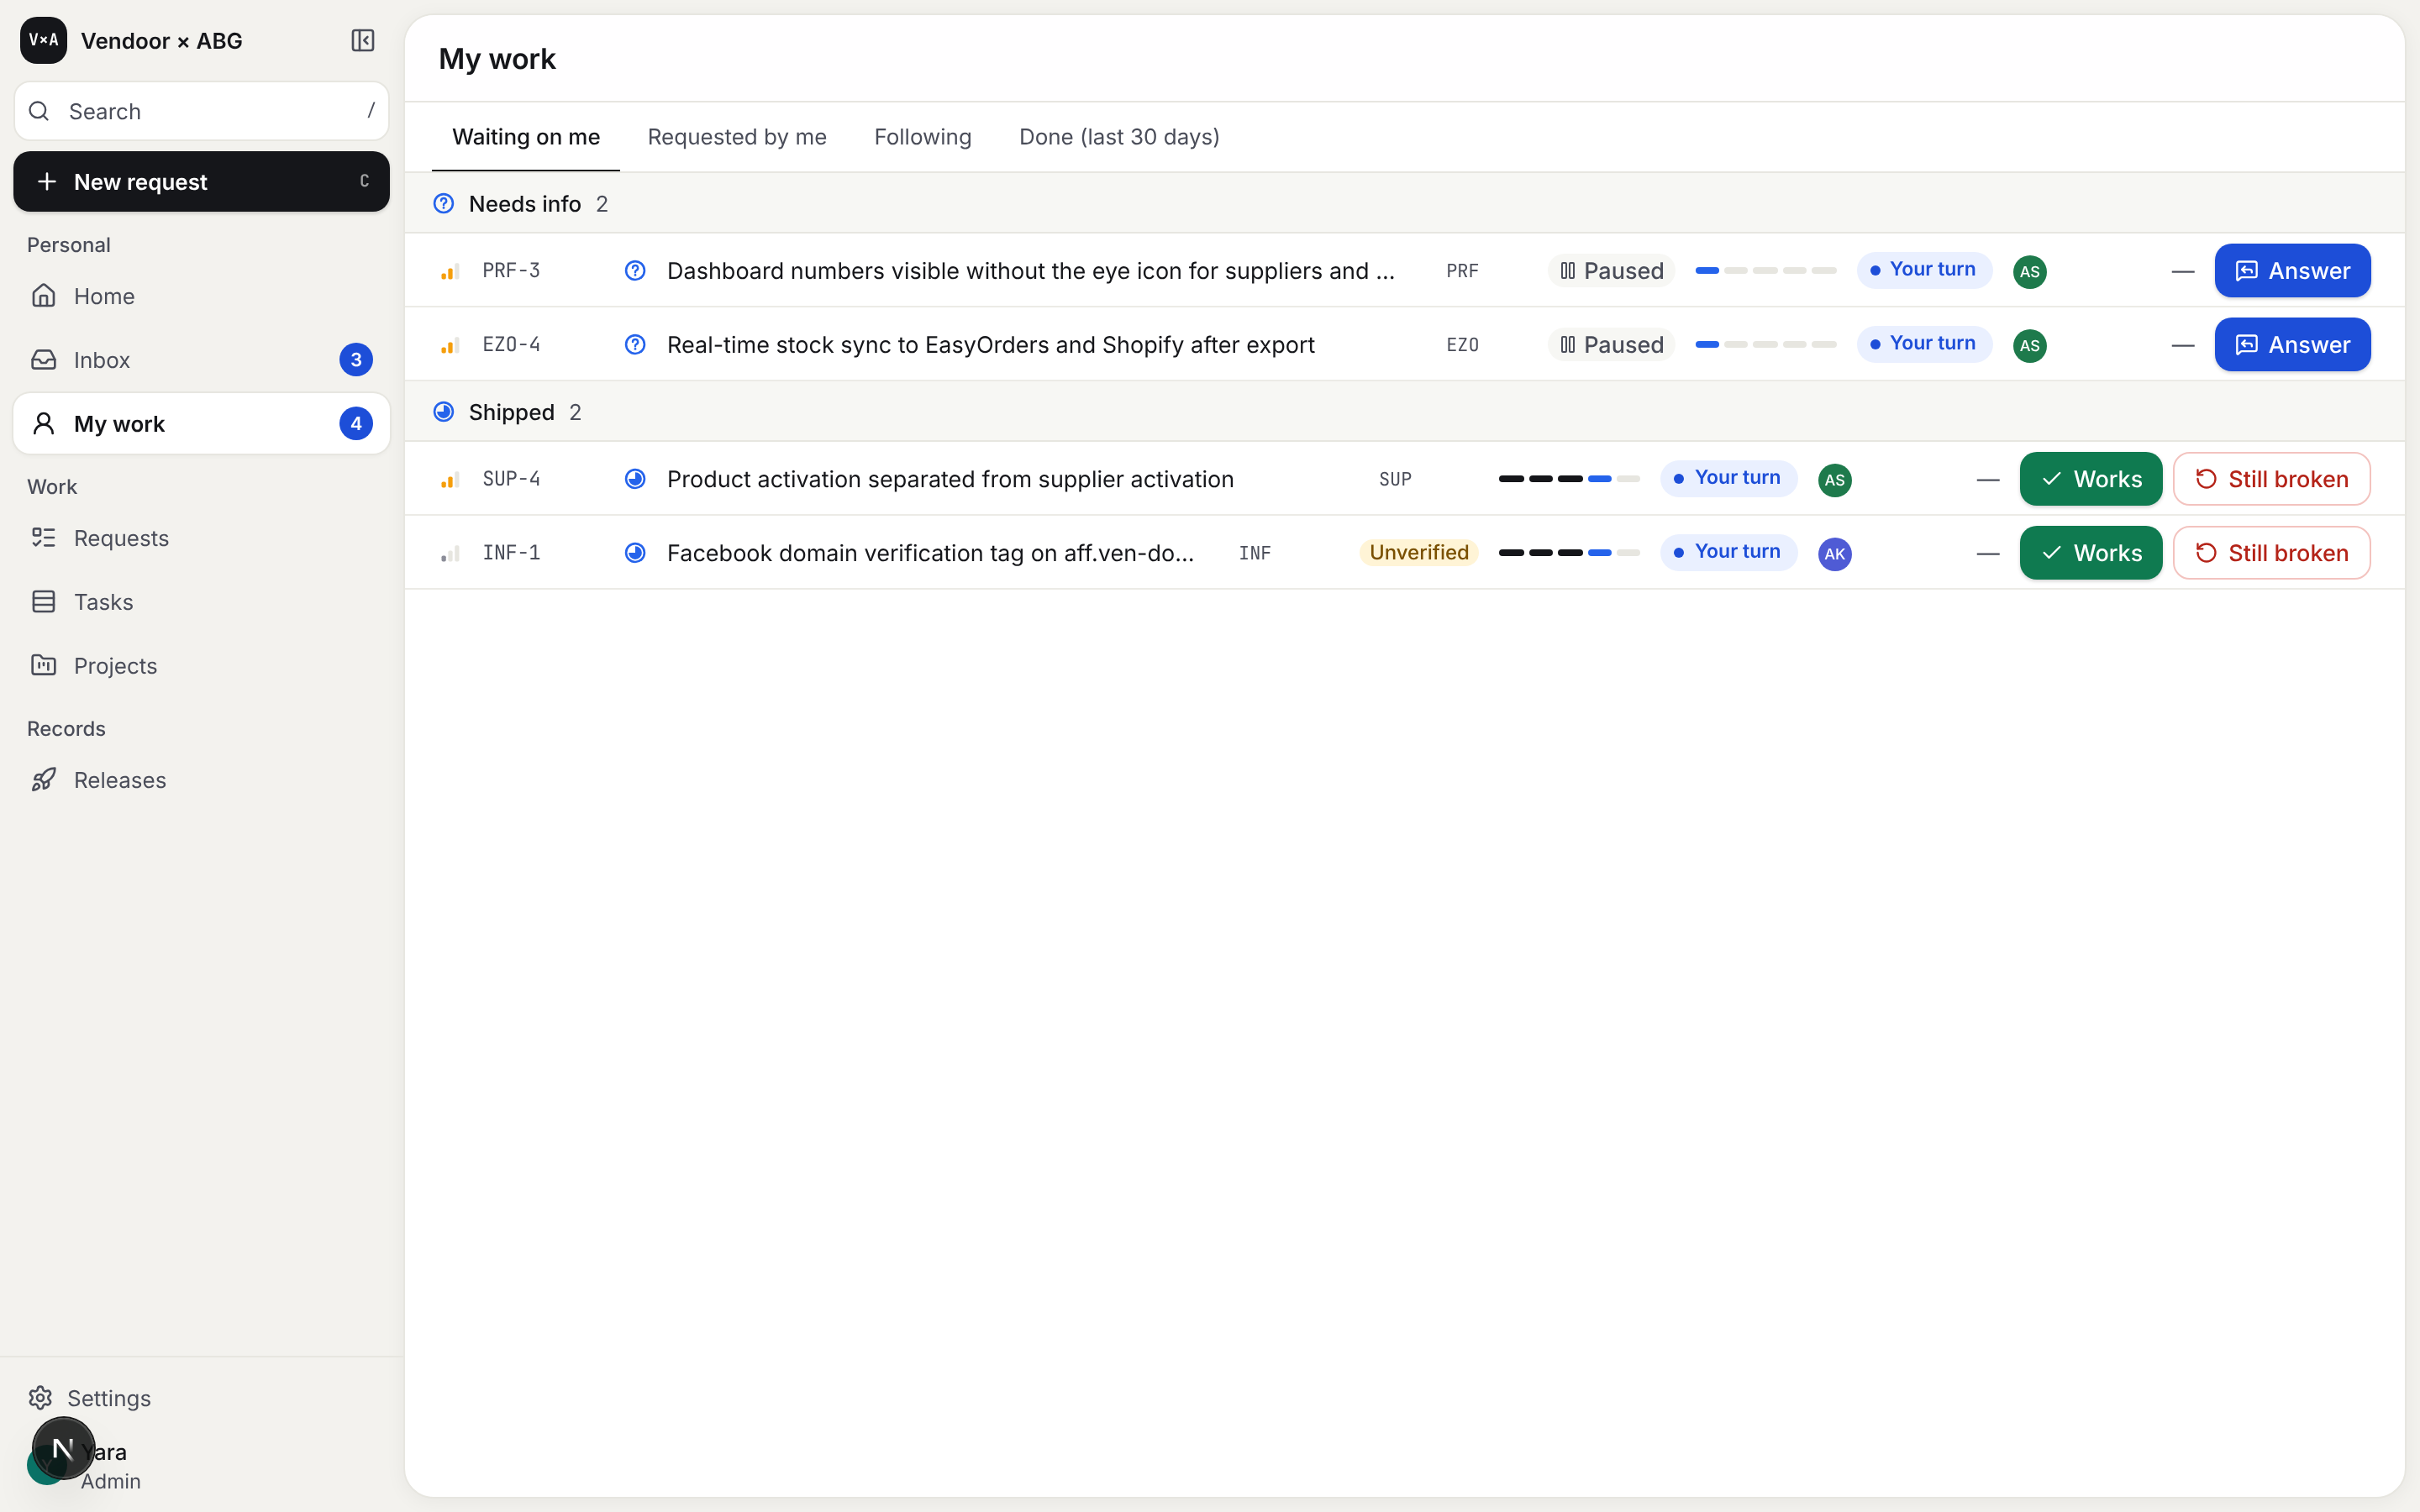 V×A Vendoor × ABG
Search /
New request C
Personal
Home
Inbox 3
My work 4
Work
Requests
Tasks
Projects
Records
Releases
Settings
Yara
Admin
N
My work
Waiting on me Requested by me Following Done (last 30 days)
Needs info 2
PRF-3 Dashboard numbers visible without the eye icon for suppliers and ... PRF Paused Your turn AS — Answer
EZO-4 Real-time stock sync to EasyOrders and Shopify after export EZO Paused Your turn AS — Answer
Shipped 2
SUP-4 Product activation separated from supplier activation SUP Your turn AS — Works Still broken
INF-1 Facebook domain verification tag on aff.ven-do... INF Unverified Your turn AK — Works Still broken